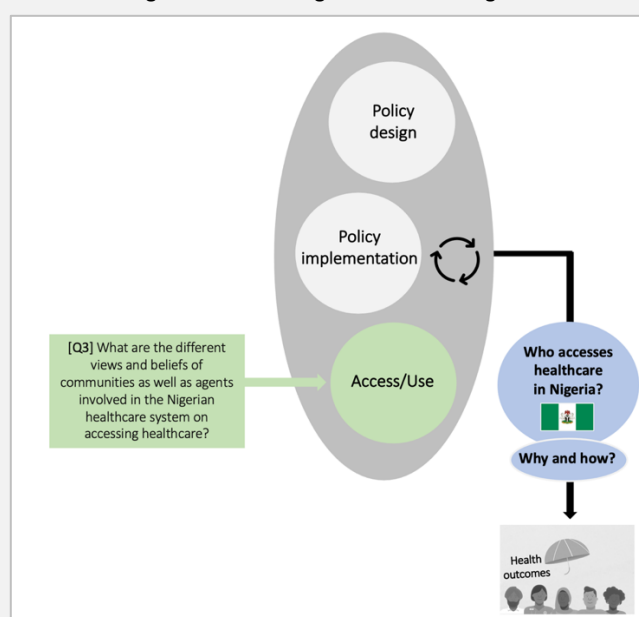 Policy
design
Policy
implementation
[Q3] What are the different
views and beliefs of
communities as well as agents
involved in the Nigerian
healthcare system on
accessing healthcare?
Access/Use
Who accesses
healthcare
in Nigeria?
Why and how?
Health
outcomes